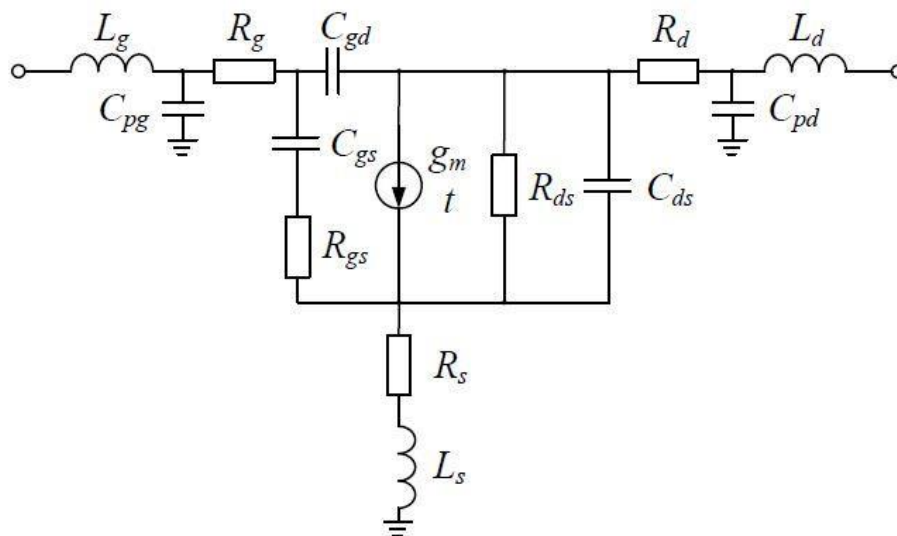 L_g R_g C_gd R_d L_d
C_pg C_gs g_m t R_ds C_ds C_pd
R_gs
R_s
L_s